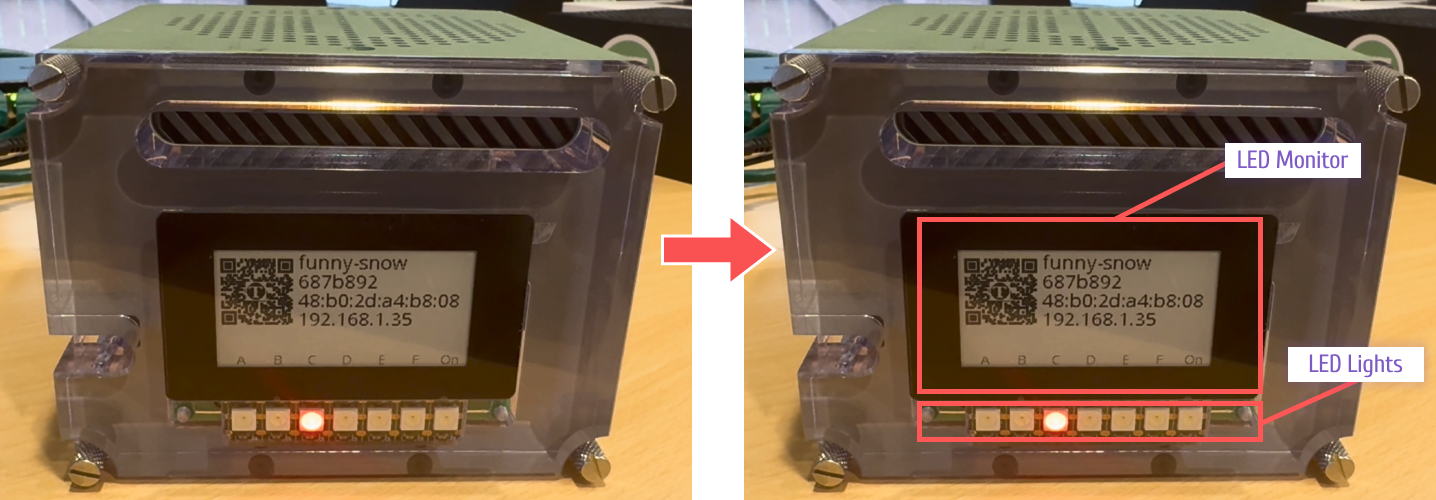 funny-snow
687b892
48:b0:2d:a4:b8:08
192.168.1.35
A B C D E F On
LED Monitor
funny-snow
687b892
48:b0:2d:a4:b8:08
192.168.1.35
A B C D E F On
LED Lights